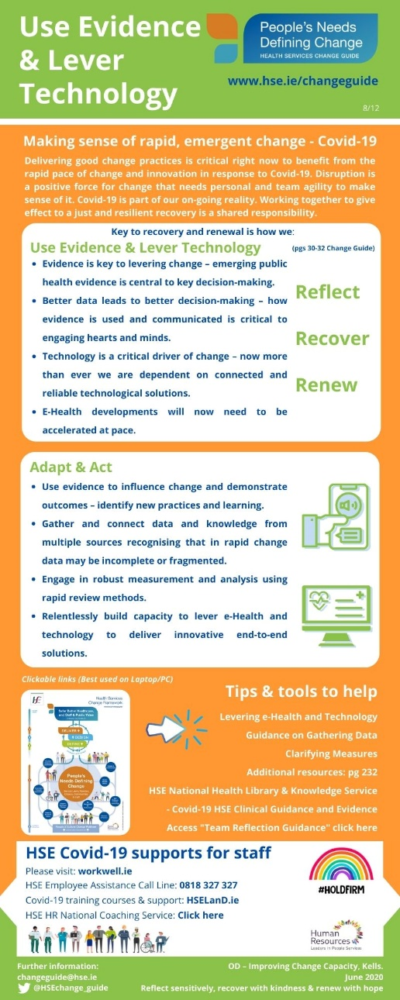 Use Evidence
& Lever
Technology
People's Needs
Defining Change
HEALTH SERVICES CHANGE GUIDE
www.hse.ie/changeguide
8/12
Making sense of rapid, emergent change - Covid-19
Delivering good change practices is critical right now to benefit from the
rapid pace of change and innovation in response to Covid-19. Disruption is
a positive force for change that needs personal and team agility to make
sense of it. Covid-19 is part of our on-going reality. Working together to give
effect to a just and resilient recovery is a shared responsibility.
Key to recovery and renewal is how we:
Use Evidence & Lever Technology
(pgs 30-32 Change Guide)
• Evidence is key to levering change – emerging public
health evidence is central to key decision-making.
• Better data leads to better decision-making – how
evidence is used and communicated is critical to
engaging hearts and minds.
• Technology is a critical driver of change – now more
than ever we are dependent on connected and
reliable technological solutions.
• E-Health developments will now need to be
accelerated at pace.
Reflect
Recover
Renew
Adapt & Act
• Use evidence to influence change and demonstrate
outcomes – identify new practices and learning.
• Gather and connect data and knowledge from
multiple sources recognising that in rapid change
data may be incomplete or fragmented.
• Engage in robust measurement and analysis using
rapid review methods.
• Relentlessly build capacity to lever e-Health and
technology to deliver innovative end-to-end
solutions.
Clickable links (Best used on Laptop/PC)
Health Services
Change Framework
Safer Better Healthcare,
and Staff & Public Value
DELIVER
DESIGN
DEFINE
People's
Needs Defining
Change
Tips & tools to help
Levering e-Health and Technology
Guidance on Gathering Data
Clarifying Measures
Additional resources: pg 232
HSE National Health Library & Knowledge Service
- Covid-19 HSE Clinical Guidance and Evidence
Access "Team Reflection Guidance" click here
HSE Covid-19 supports for staff
Please visit: workwell.ie
HSE Employee Assistance Call Line: 0818 327 327
Covid-19 training courses & support: HSELanD.ie
HSE HR National Coaching Service: Click here
#HOLDFIRM
Human
Resources
Leaders in People Services
Further information:
changeguide@hse.ie
@HSEchange_guide
OD – Improving Change Capacity, Kells.
June 2020
Reflect sensitively, recover with kindness & renew with hope